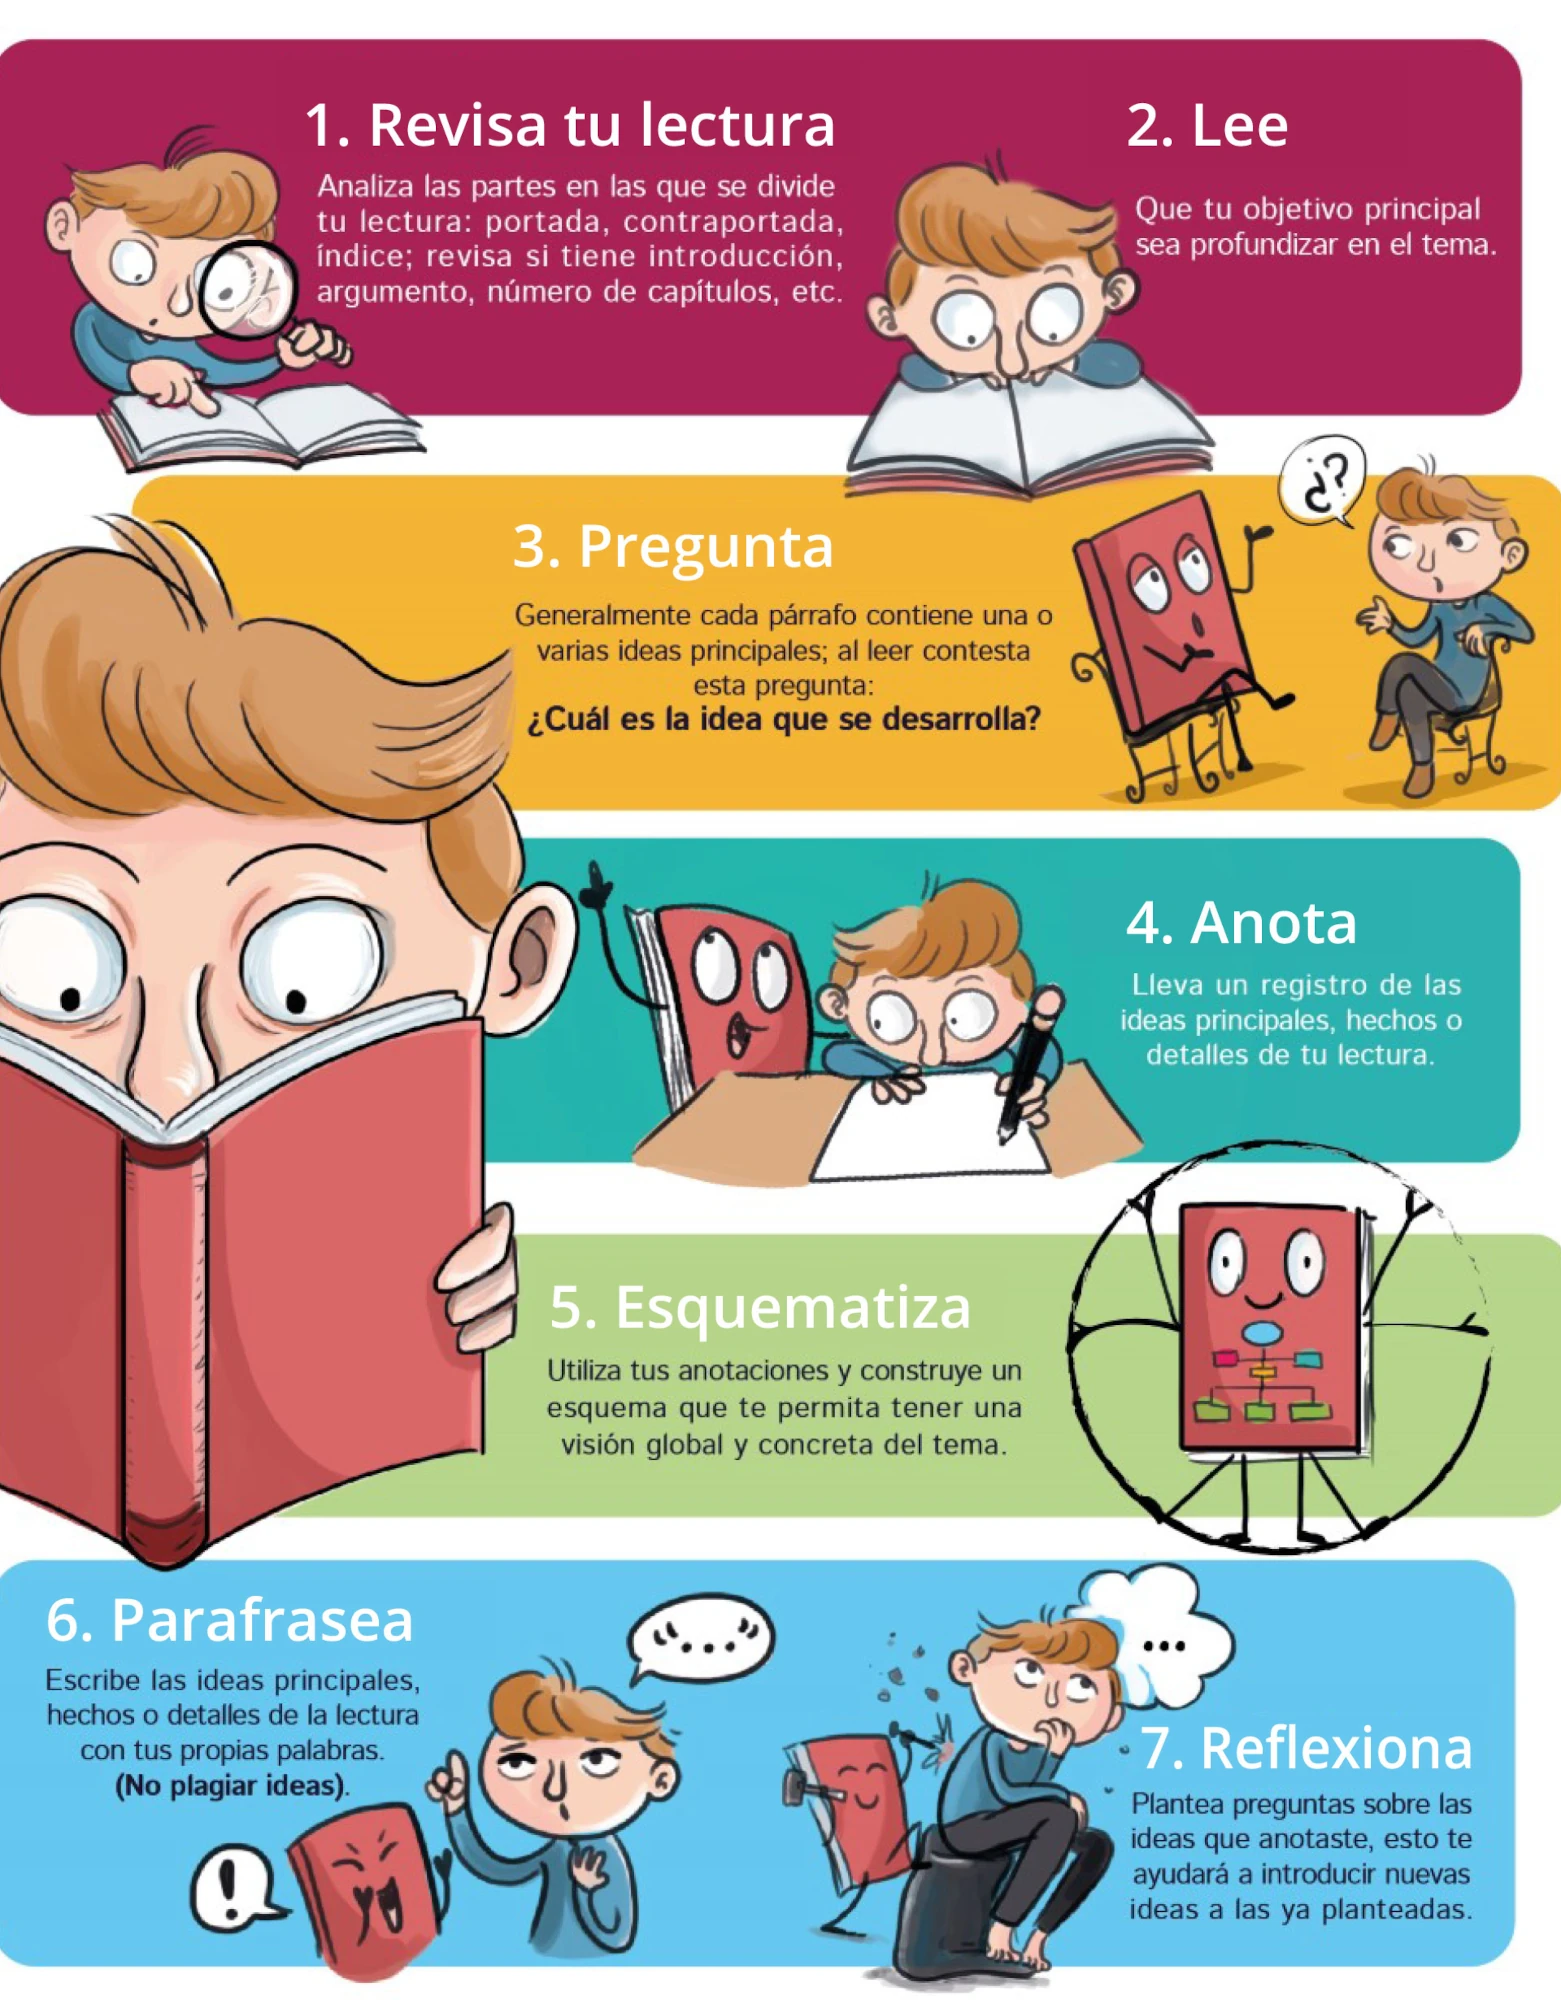 1. Revisa tu lectura
Analiza las partes en las que se divide
tu lectura: portada, contraportada,
índice; revisa si tiene introducción,
argumento, número de capítulos, etc.
2. Lee
Que tu objetivo principal
sea profundizar en el tema.
¿?
3. Pregunta
Generalmente cada párrafo contiene una o
varias ideas principales; al leer contesta
esta pregunta:
¿Cuál es la idea que se desarrolla?
4. Anota
Lleva un registro de las
ideas principales, hechos o
detalles de tu lectura.
5. Esquematiza
Utiliza tus anotaciones y construye un
esquema que te permita tener una
visión global y concreta del tema.
6. Parafrasea
Escribe las ideas principales,
hechos o detalles de la lectura
con tus propias palabras.
(No plagiar ideas).
“...”
!
...
7. Reflexiona
Plantea preguntas sobre las
ideas que anotaste, esto te
ayudará a introducir nuevas
ideas a las ya planteadas.